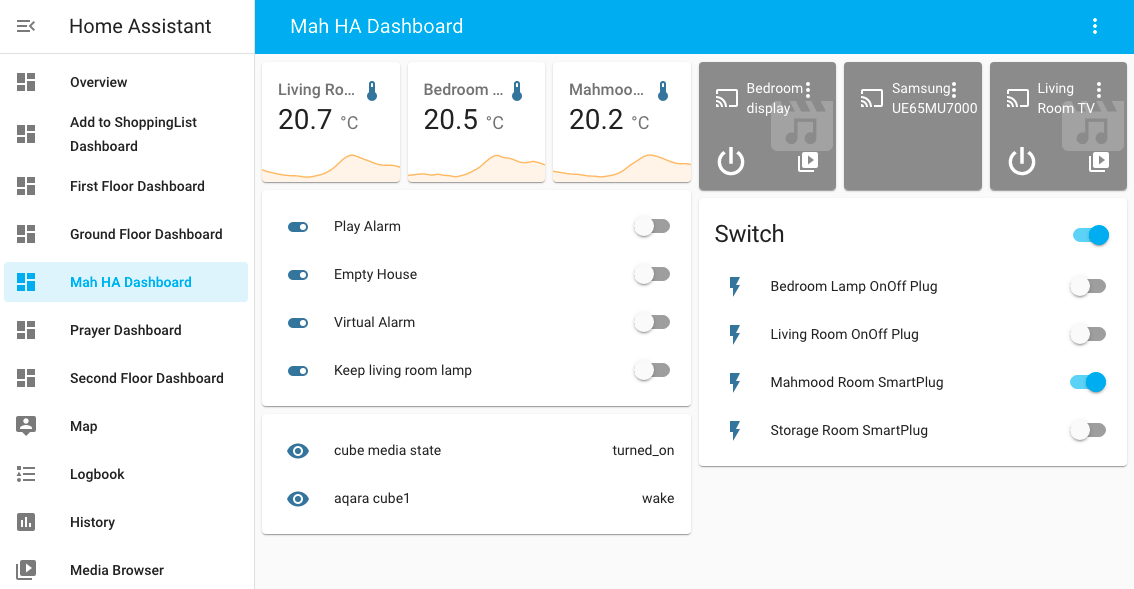 Home Assistant
Mah HA Dashboard
Overview
Add to ShoppingList
Dashboard
First Floor Dashboard
Ground Floor Dashboard
Mah HA Dashboard
Prayer Dashboard
Second Floor Dashboard
Map
Logbook
History
Media Browser
Living Ro...
20.7 °C
Bedroom ...
20.5 °C
Mahmoo...
20.2 °C
Bedroom
display
Samsung
UE65MU7000
Living
Room TV
Play Alarm
Empty House
Virtual Alarm
Keep living room lamp
cube media state turned_on
aqara cube1 wake
Switch
Bedroom Lamp OnOff Plug
Living Room OnOff Plug
Mahmood Room SmartPlug
Storage Room SmartPlug